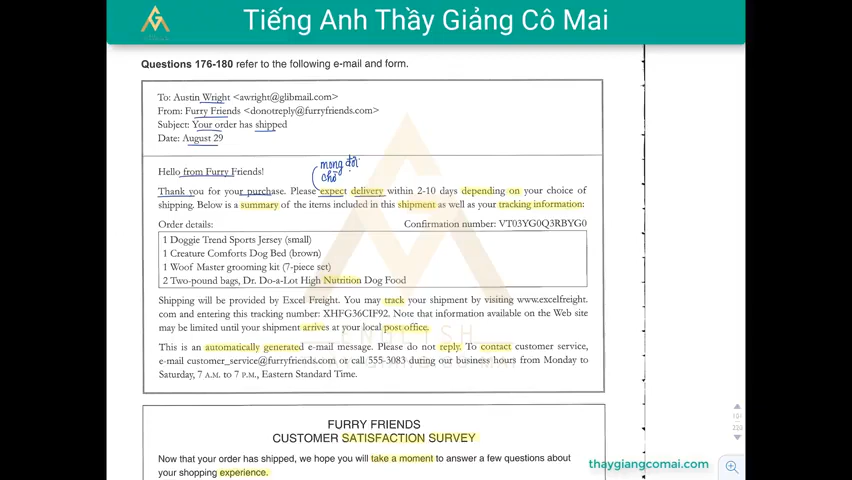 Tiếng Anh Thầy Giảng Cô Mai
Questions 176-180 refer to the following e-mail and form.
To: Austin Wright <awright@glibmail.com>
From: Furry Friends <donotreply@furryfriends.com>
Subject: Your order has shipped
Date: August 29
Hello from Furry Friends!
mong đợi
chờ
Thank you for your purchase. Please expect delivery within 2-10 days depending on your choice of
shipping. Below is a summary of the items included in this shipment as well as your tracking information:
Order details:
Confirmation number: VT03YG0Q3RBYG0
1 Doggie Trend Sports Jersey (small)
1 Creature Comforts Dog Bed (brown)
1 Woof Master grooming kit (7-piece set)
2 Two-pound bags, Dr. Do-a-Lot High Nutrition Dog Food
Shipping will be provided by Excel Freight. You may track your shipment by visiting www.excelfreight.
com and entering this tracking number: XHFG36CIF92. Note that information available on the Web site
may be limited until your shipment arrives at your local post office.
This is an automatically generated e-mail message. Please do not reply. To contact customer service,
e-mail customer_service@furryfriends.com or call 555-3083 during our business hours from Monday to
Saturday, 7 A.M. to 7 P.M., Eastern Standard Time.
FURRY FRIENDS
CUSTOMER SATISFACTION SURVEY
Now that your order has shipped, we hope you will take a moment to answer a few questions about
your shopping experience.
thaygiangcomai.com